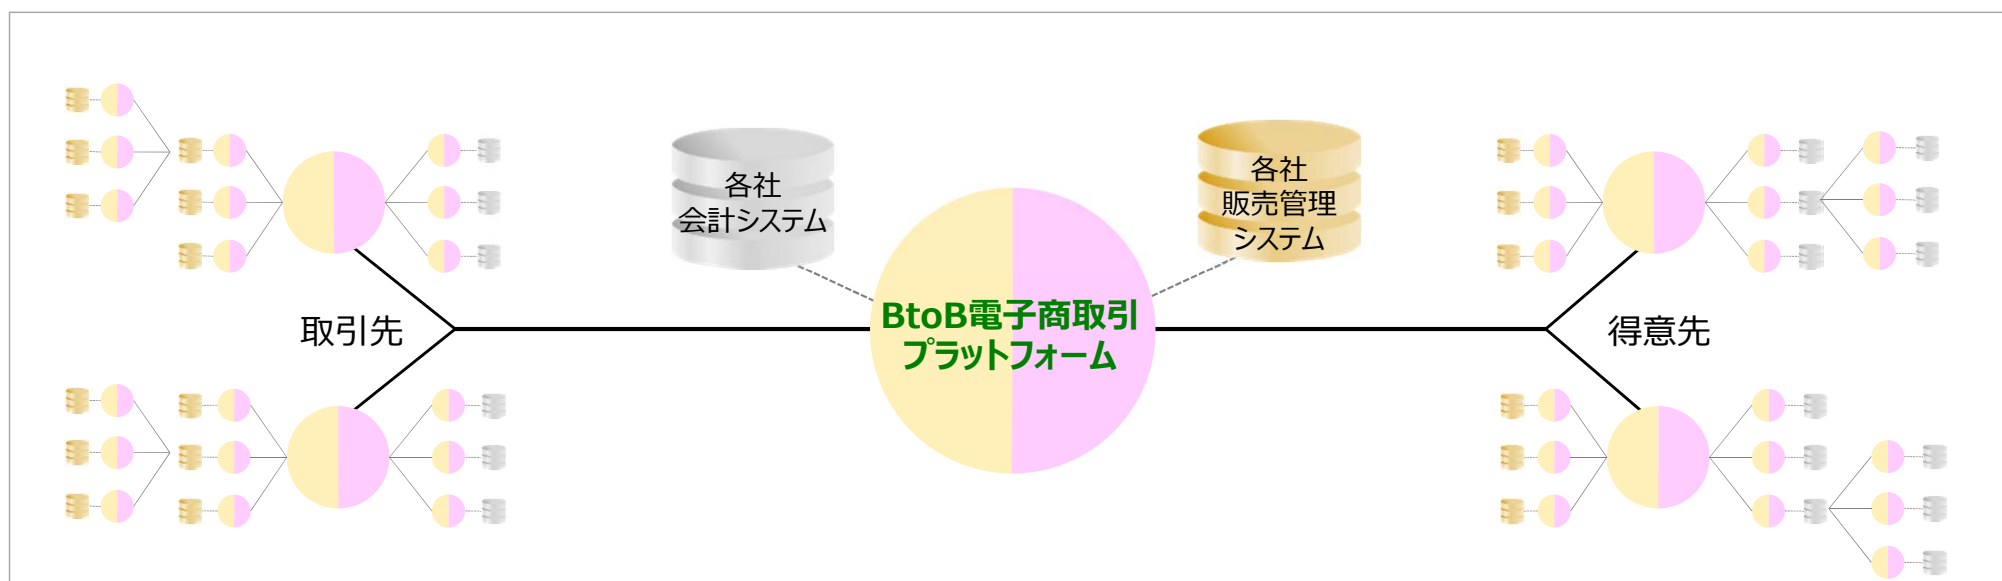 各社
会計システム
各社
販売管理
システム
BtoB電子商取引
プラットフォーム
取引先
得意先